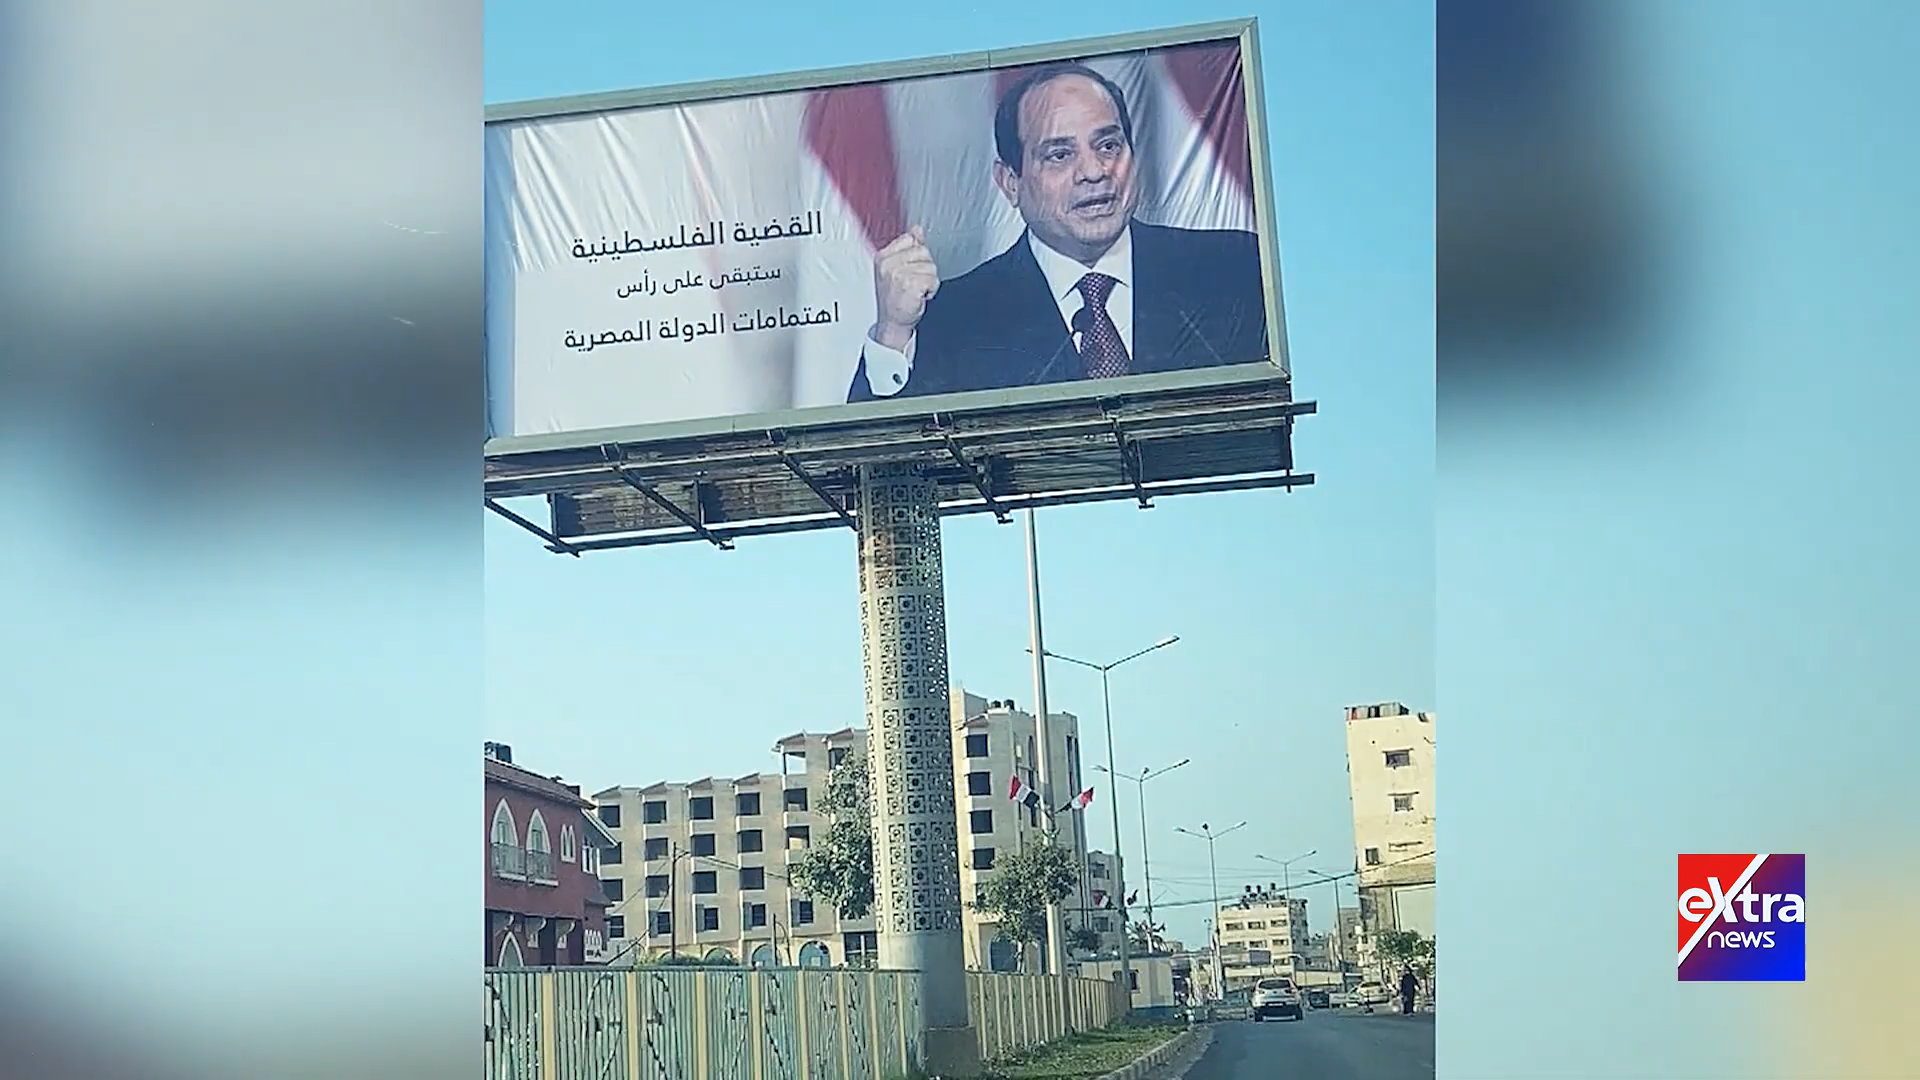 القضية الفلسطينية
ستبقى على رأس
اهتمامات الدولة المصرية
eXtra
news